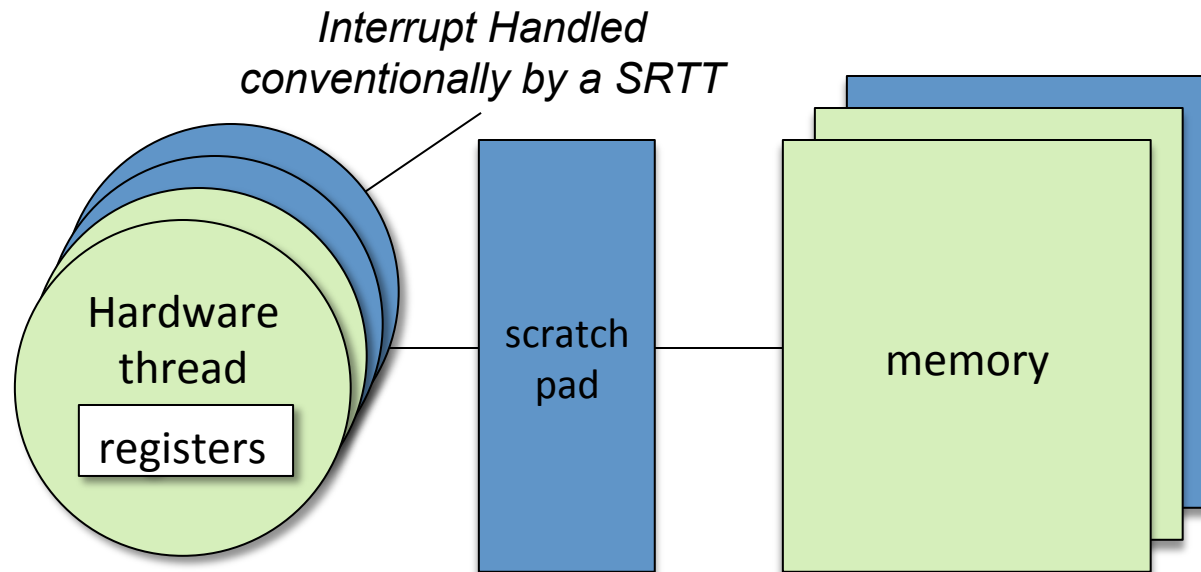 Interrupt Handled
conventionally by a SRTT
Hardware
thread
registers
scratch
pad
memory